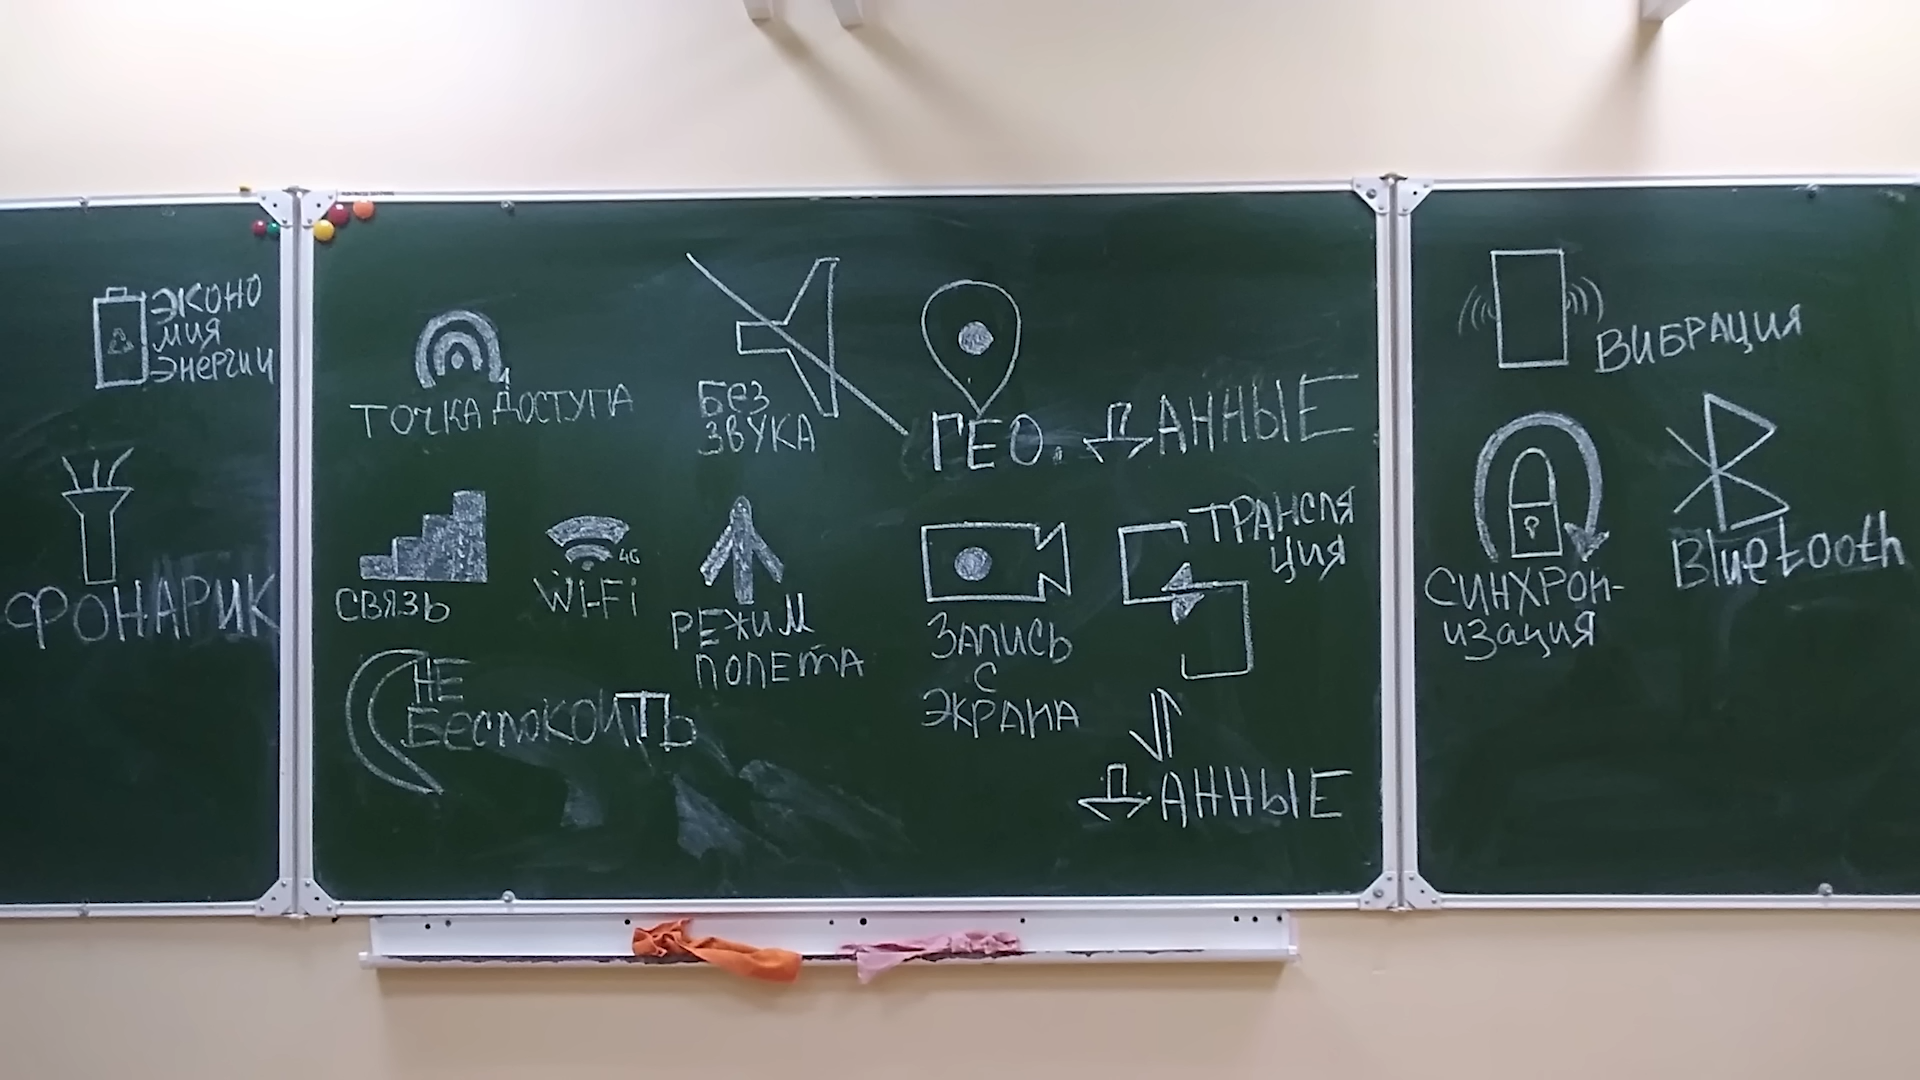 ЭКОНО
МИЯ
ЭНЕРГИИ
ФОНАРИК
ТОЧКА ДОСТУПА
БЕЗ
ЗВУКА
ГЕО. ДАННЫЕ
СВЯЗЬ
4G
Wi-Fi
РЕЖИМ
ПОЛЕТА
ЗАПИСЬ
С
ЭКРАНА
ТРАНСЛЯ
ЦИЯ
НЕ
БЕСПОКОИТЬ
ДАННЫЕ
ВИБРАЦИЯ
СИНХРОН-
ИЗАЦИЯ
Bluetooth